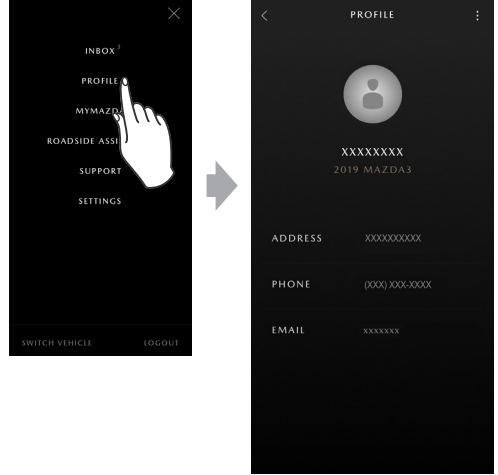 INBOX 3
PROFILE
MYMAZD
ROADSIDE ASSI
SUPPORT
SETTINGS
SWITCH VEHICLE LOGOUT
PROFILE
XXXXXXXX
2019 MAZDA3
ADDRESS XXXXXXXXXX
PHONE (XXX) XXX-XXXX
EMAIL xxxxxxx